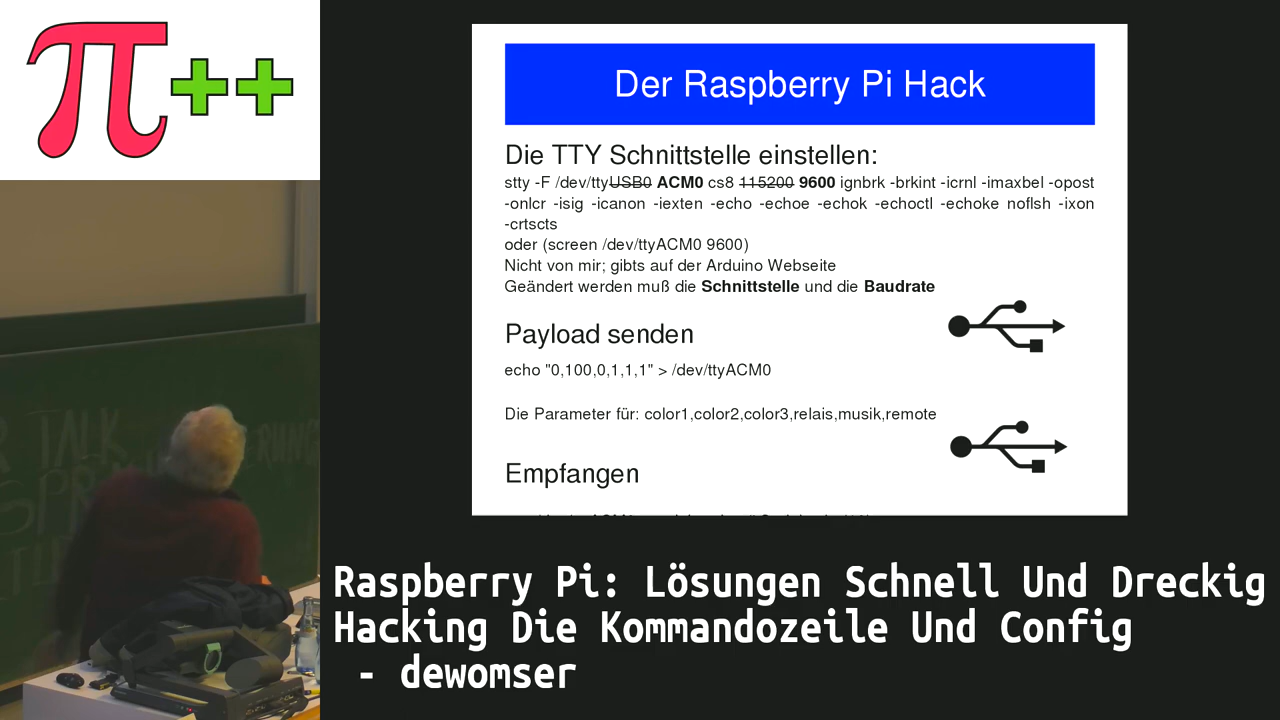 π++
Der Raspberry Pi Hack
Die TTY Schnittstelle einstellen:
stty -F /dev/ttyUSB0 ACM0 cs8 115200 9600 ignbrk -brkint -icrnl -imaxbel -opost
-onlcr -isig -icanon -iexten -echo -echoe -echok -echoctl -echoke noflsh -ixon
-crtscts
oder (screen /dev/ttyACM0 9600)
Nicht von mir; gibts auf der Arduino Webseite
Geändert werden muß die Schnittstelle und die Baudrate
Payload senden
echo "0,100,0,1,1,1" > /dev/ttyACM0
Die Parameter für: color1,color2,color3,relais,musik,remote
Empfangen
TALK
Raspberry Pi: Lösungen Schnell Und Dreckig
Hacking Die Kommandozeile Und Config
- dewomser